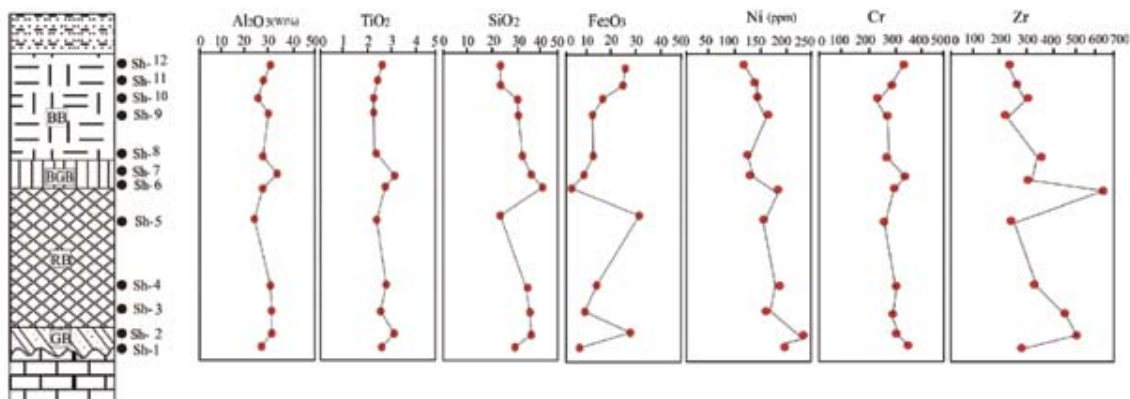 Al2O3(Wt%) TiO2 SiO2 Fe2O3 Ni (ppm) Cr Zr
0 10 20 30 40 50 0 1 2 3 4 5 0 10 20 30 40 50 0 10 20 30 40 50 50 100 150 200 250 0 100 200 300 400 500 0 100 200 300 400 500 600 700
Sh-12
Sh-11
Sh-10
BB Sh-9
Sh-8
BGB Sh-7
Sh-6
Sh-5
RB
Sh-4
Sh-3
GB Sh-2
Sh-1